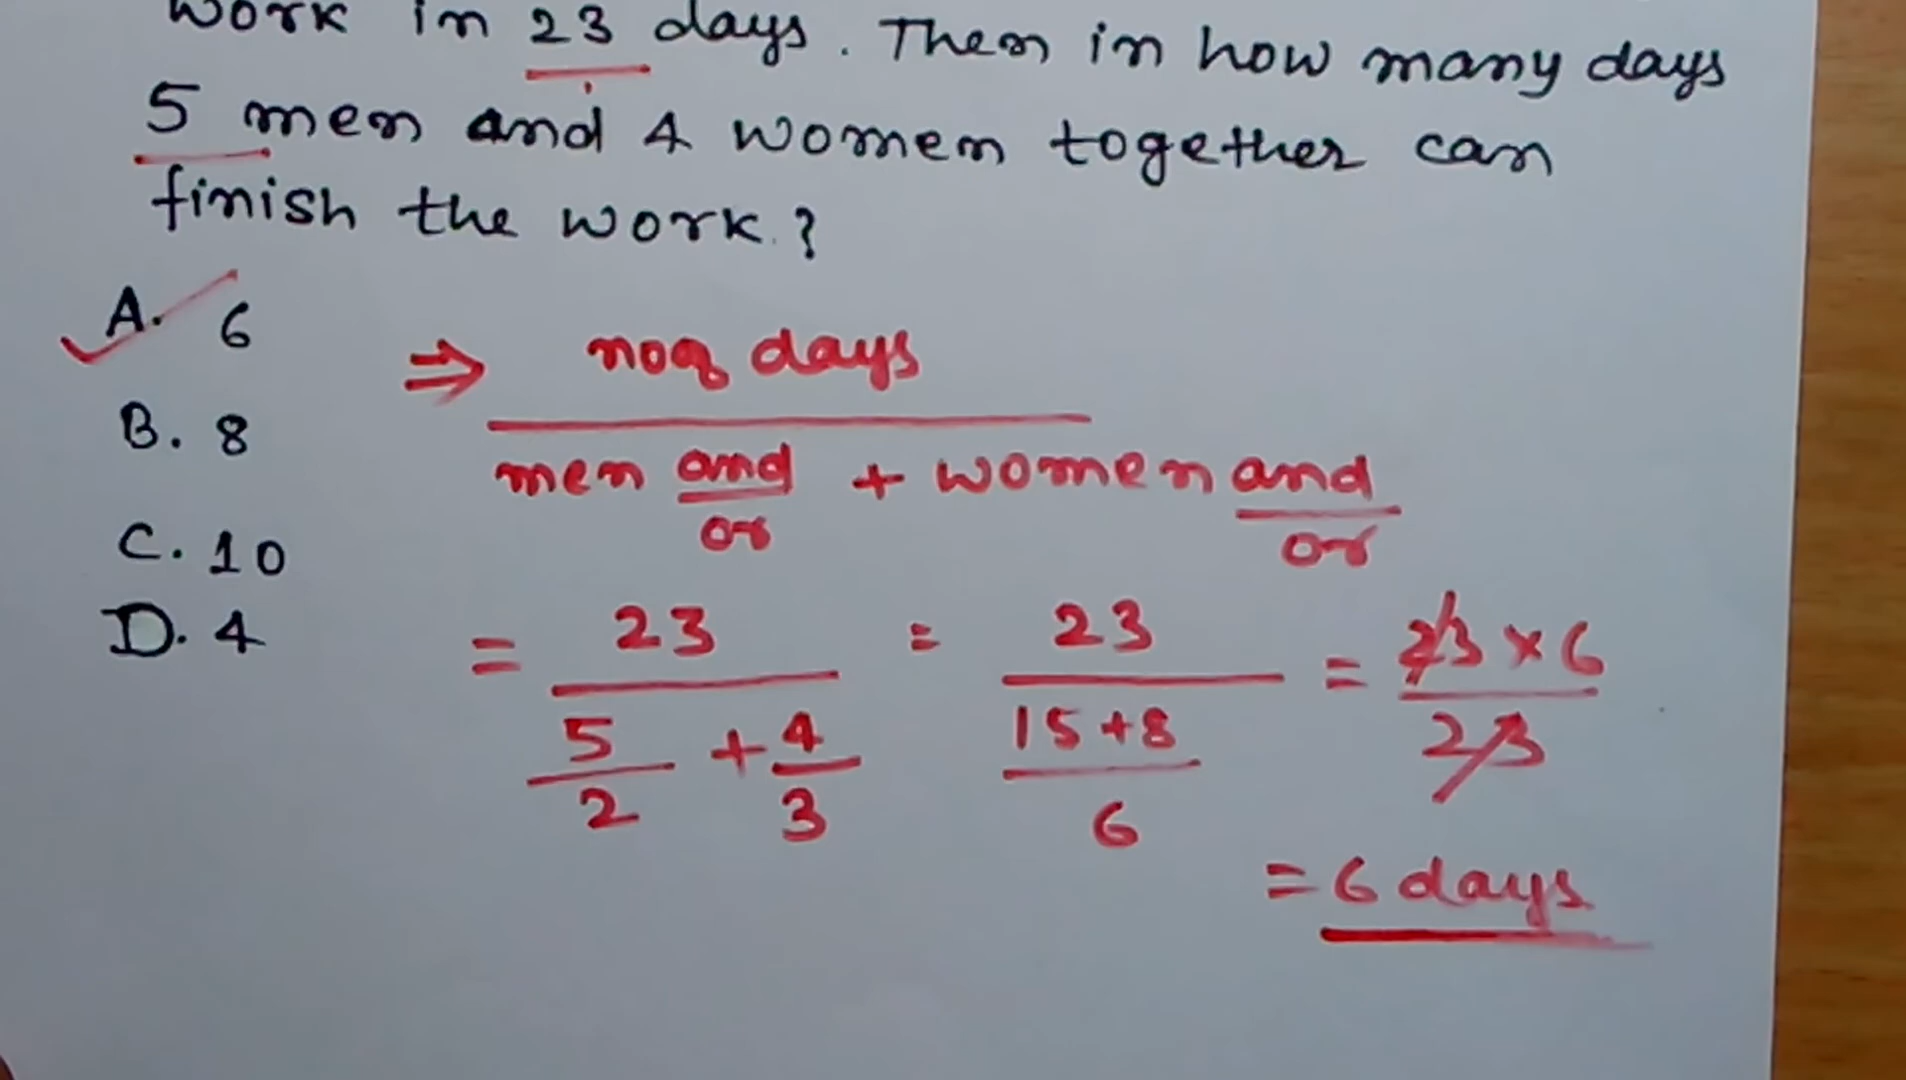 work in 23 days. Then in how many days
5 men and 4 women together can
finish the work?
A. 6
B. 8
C. 10
D. 4
⇒ no of days
men and + women and
or or
= 23 = 23 = 23 × 6
5 + 4 15 + 8 23
2 3 6
= 6 days